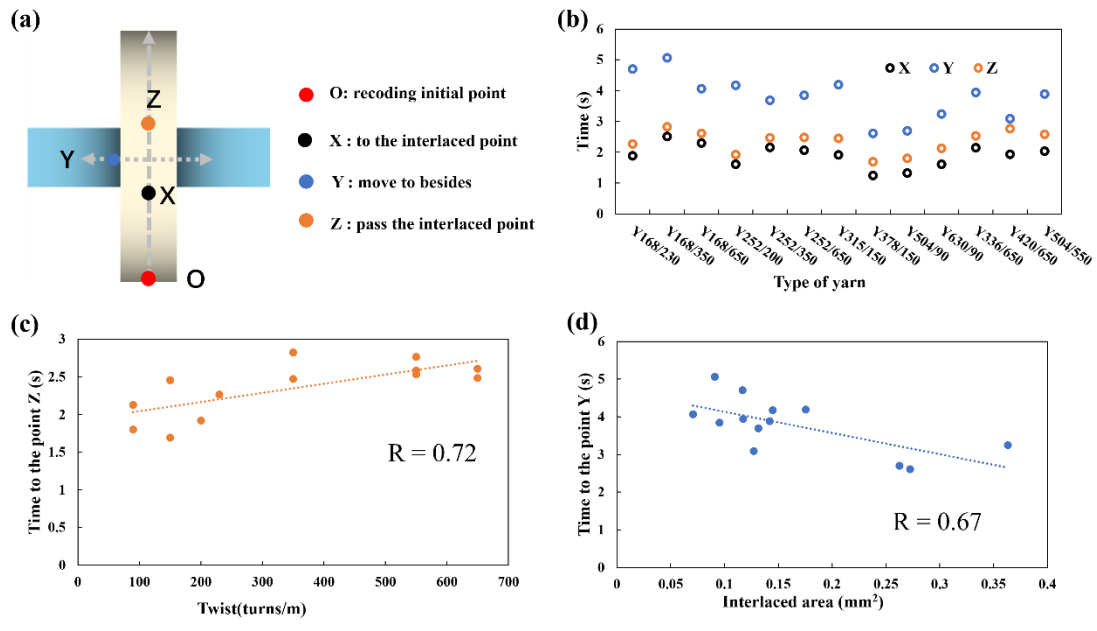 (a)
Z
Y
X
O
O: recoding initial point
X : to the interlaced point
Y : move to besides
Z : pass the interlaced point
(b)
Time (s)
6
5
4
3
2
1
0
X Y Z
Y168/230
Y168/350
Y168/650
Y252/200
Y252/350
Y252/650
Y315/150
Y378/150
Y504/90
Y630/90
Y336/650
Y420/650
Y504/550
Type of yarn
(c)
Time to the point Z (s)
3
2.5
2
1.5
1
0.5
0
R = 0.72
0 100 200 300 400 500 600 700
Twist(turns/m)
(d)
Time to the point Y (s)
6
5
4
3
2
1
0
R = 0.67
0 0.05 0.1 0.15 0.2 0.25 0.3 0.35 0.4
Interlaced area (mm²)